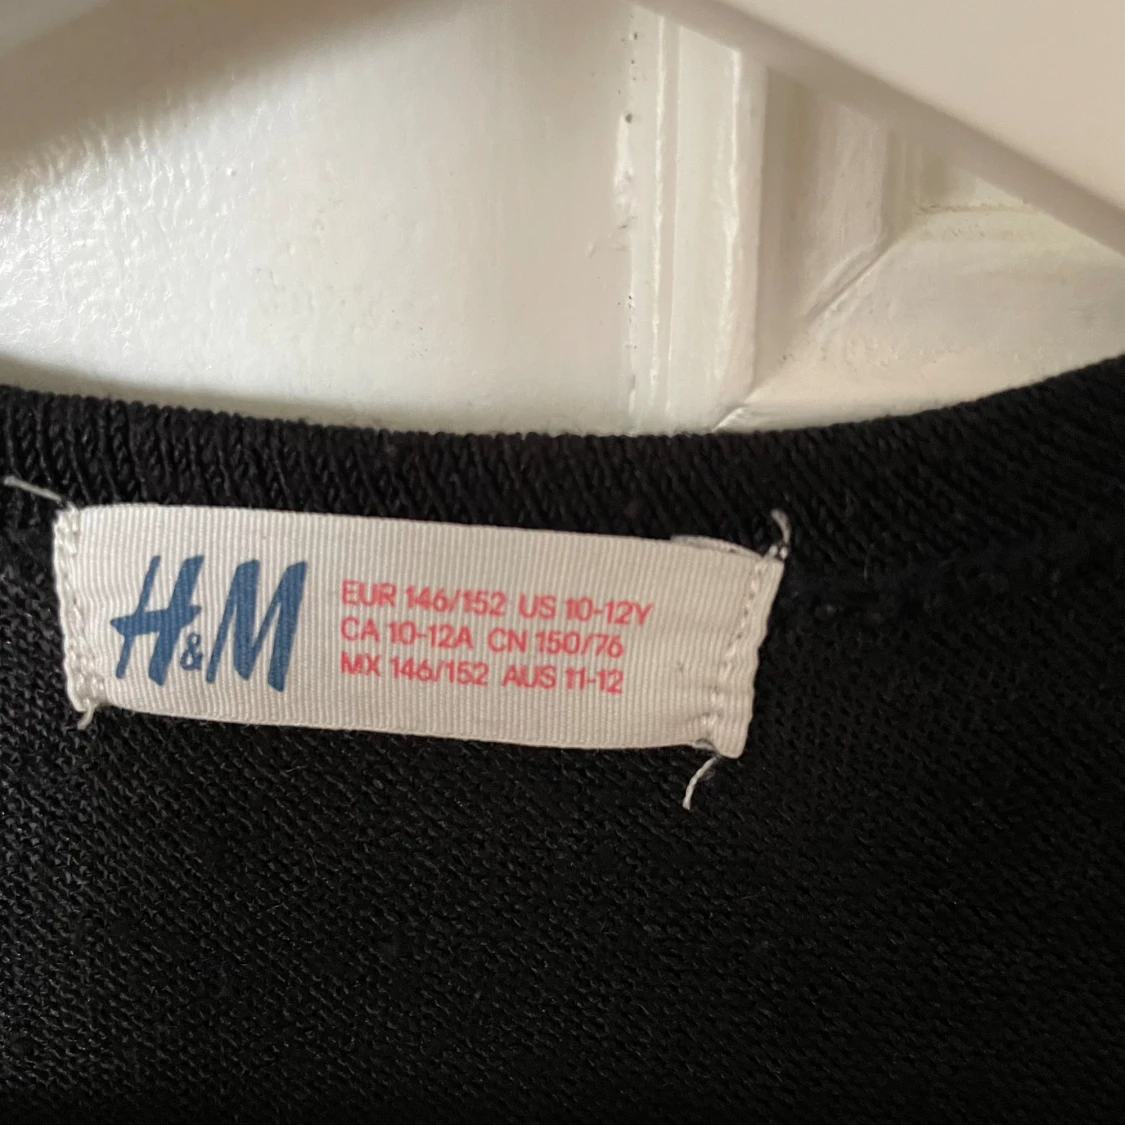 H&M
EUR 146/152 US 10-12Y
CA 10-12A CN 150/76
MX 146/152 AUS 11-12